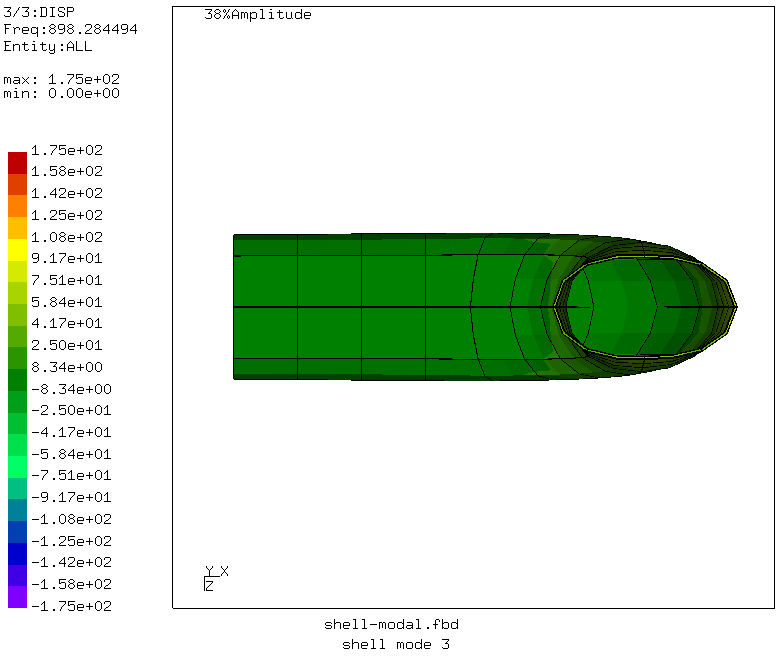 3/3:DISP
Freq:898.284494
Entity:ALL
max: 1.75e+02
min: 0.00e+00
38%Amplitude
1.75e+02
1.58e+02
1.42e+02
1.25e+02
1.08e+02
9.17e+01
7.51e+01
5.84e+01
4.17e+01
2.50e+01
8.34e+00
-8.34e+00
-2.50e+01
-4.17e+01
-5.84e+01
-7.51e+01
-9.17e+01
-1.08e+02
-1.25e+02
-1.42e+02
-1.58e+02
-1.75e+02
Y X
Z
shell-modal.fbd
shell mode 3